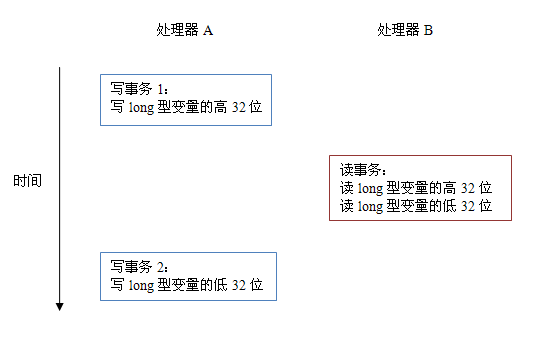 处理器 A
处理器 B
写事务 1：
写 long 型变量的高 32 位
时间
读事务：
读 long 型变量的高 32 位
读 long 型变量的低 32 位
写事务 2：
写 long 型变量的低 32 位